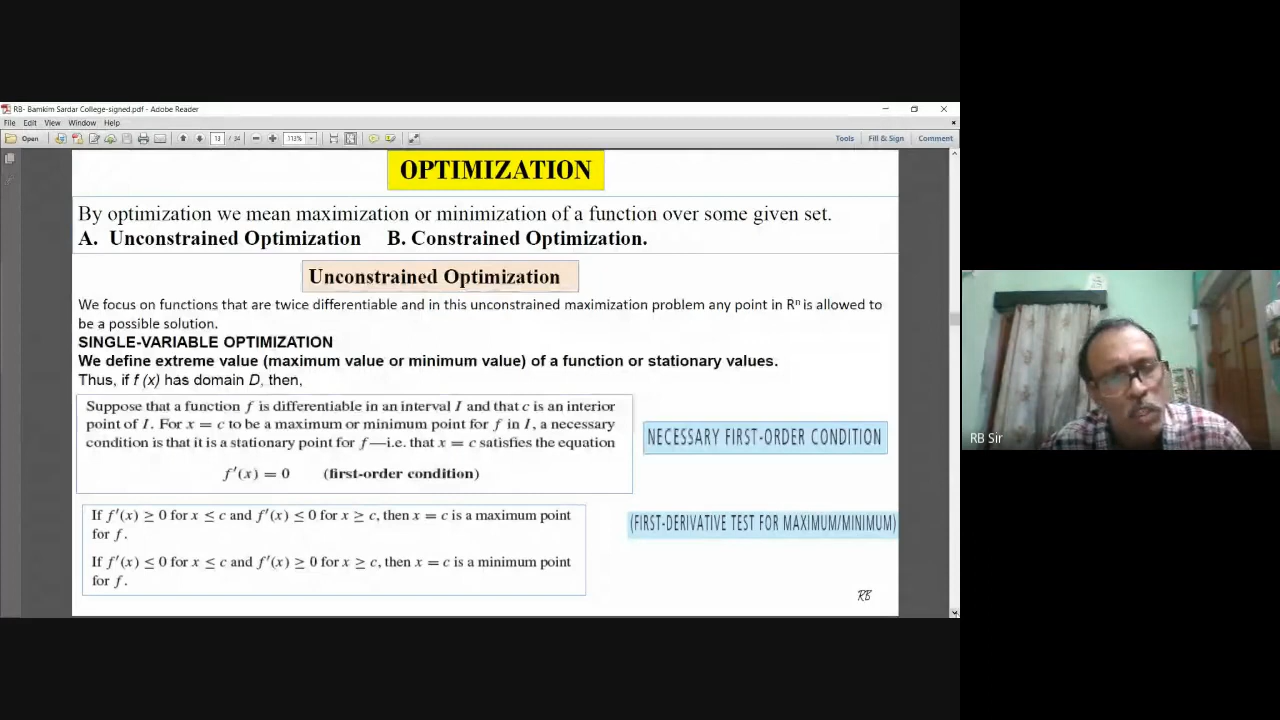 RB- Bamkim Sardar College-signed.pdf - Adobe Reader
File Edit View Window Help
Open 13 / 34 113% Tools Fill & Sign Comment
OPTIMIZATION
By optimization we mean maximization or minimization of a function over some given set.
A. Unconstrained Optimization B. Constrained Optimization.
Unconstrained Optimization
We focus on functions that are twice differentiable and in this unconstrained maximization problem any point in Rⁿ is allowed to
be a possible solution.
SINGLE-VARIABLE OPTIMIZATION
We define extreme value (maximum value or minimum value) of a function or stationary values.
Thus, if f (x) has domain D, then,
Suppose that a function f is differentiable in an interval I and that c is an interior
point of I. For x = c to be a maximum or minimum point for f in I, a necessary
condition is that it is a stationary point for f—i.e. that x = c satisfies the equation
f′(x) = 0 (first-order condition)
NECESSARY FIRST-ORDER CONDITION
If f′(x) ≥ 0 for x ≤ c and f′(x) ≤ 0 for x ≥ c, then x = c is a maximum point
for f.
If f′(x) ≤ 0 for x ≤ c and f′(x) ≥ 0 for x ≥ c, then x = c is a minimum point
for f.
(FIRST-DERIVATIVE TEST FOR MAXIMUM/MINIMUM)
RB
RB Sir